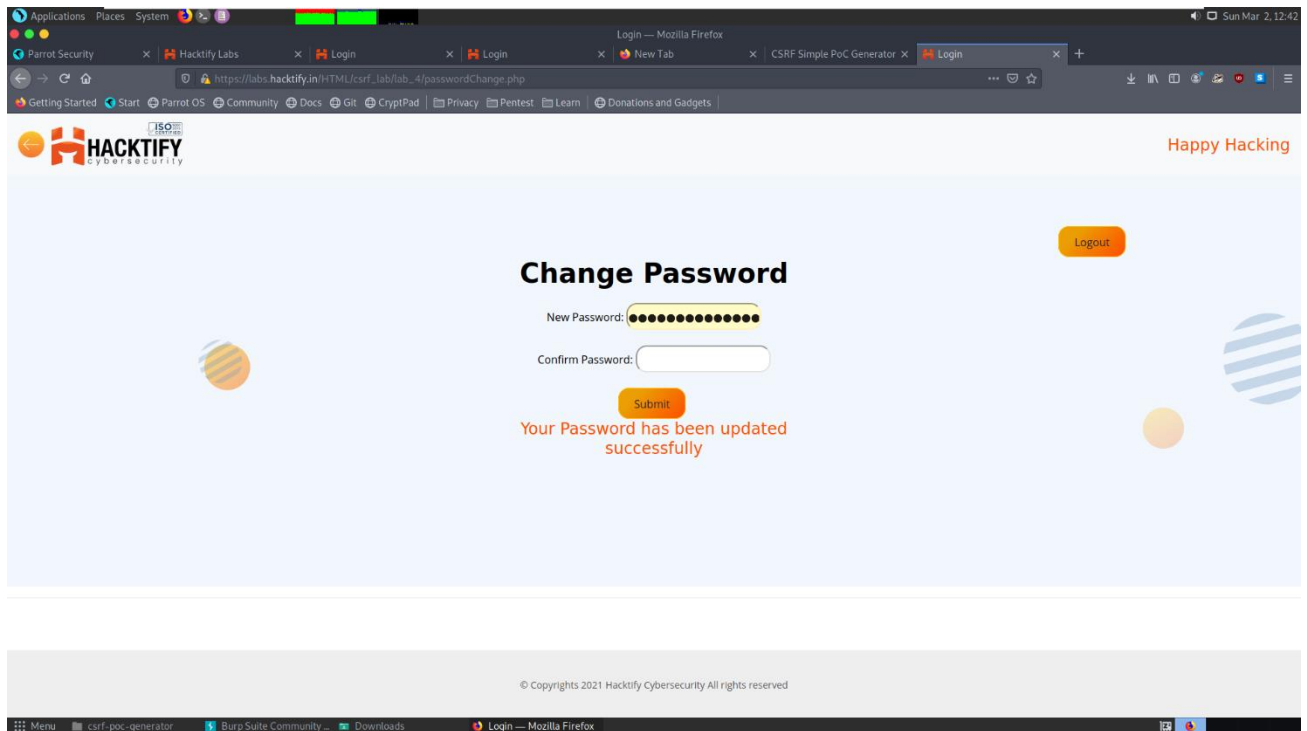 Applications Places System
Sun Mar 2, 12:42
Login — Mozilla Firefox
Parrot Security × Hacktify Labs × Login × Login × New Tab × CSRF Simple PoC Generator × Login × +
https://labs.hacktify.in/HTML/csrf_lab/lab_4/passwordChange.php
Getting Started Start Parrot OS Community Docs Git CryptPad Privacy Pentest Learn Donations and Gadgets
ISO
CERTIFIED
HACKTIFY
cybersecurity
Happy Hacking
Logout
Change Password
New Password: ●●●●●●●●●●●●●●
Confirm Password:
Submit
Your Password has been updated
successfully
© Copyrights 2021 Hacktify Cybersecurity All rights reserved
Menu csrf-poc-generator Burp Suite Community ... Downloads Login — Mozilla Firefox